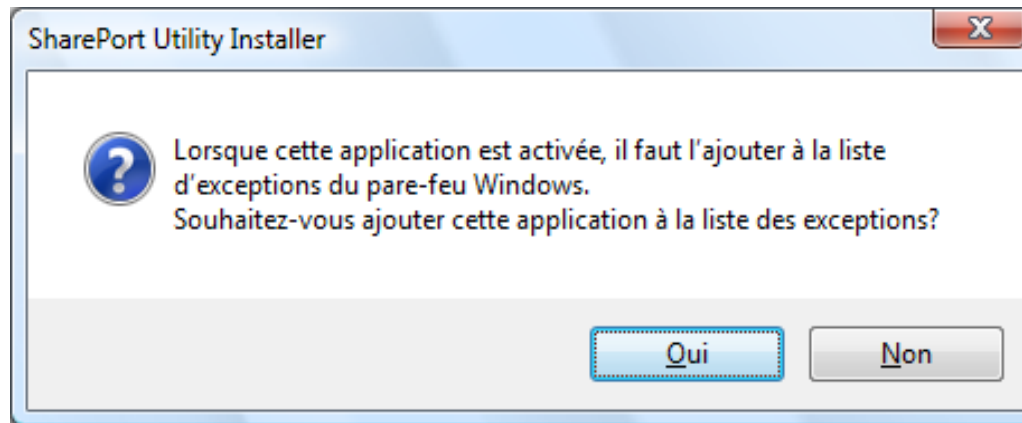 SharePort Utility Installer
Lorsque cette application est activée, il faut l'ajouter à la liste
d'exceptions du pare-feu Windows.
Souhaitez-vous ajouter cette application à la liste des exceptions?
Oui
Non